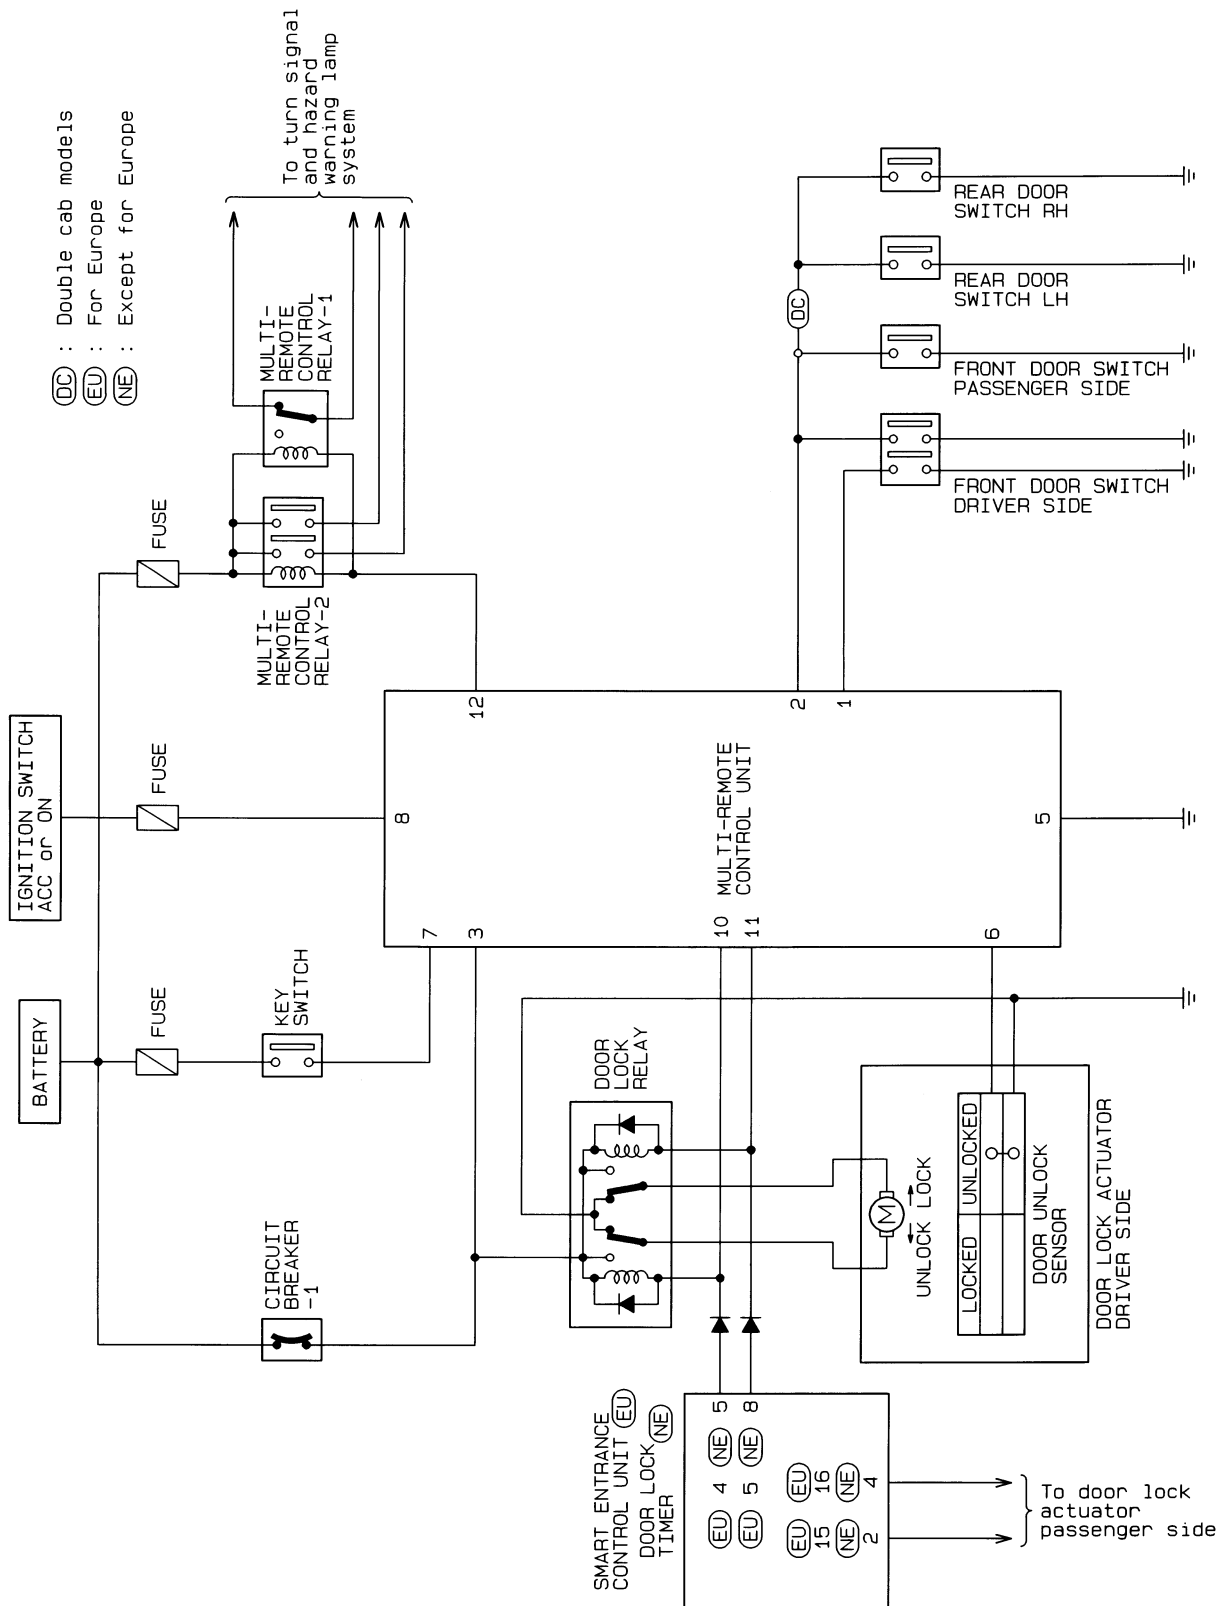 DC : Double cab models
EU : For Europe
NE : Except for Europe
BATTERY
IGNITION SWITCH
ACC or ON
FUSE
FUSE
FUSE
CIRCUIT
BREAKER
-1
KEY
SWITCH
MULTI-
REMOTE
CONTROL
RELAY-2
MULTI-
REMOTE
CONTROL
RELAY-1
To turn signal
and hazard
warning lamp
system
7
3
8
12
10
11
6
5
2
1
MULTI-REMOTE
CONTROL UNIT
DOOR
LOCK
RELAY
SMART ENTRANCE
CONTROL UNIT EU
DOOR LOCK NE
TIMER
EU 4 NE 5
EU 5 NE 8
EU EU
15 16
NE NE
2 4
To door lock
actuator
passenger side
M
UNLOCK LOCK
LOCKED UNLOCKED
DOOR UNLOCK
SENSOR
DOOR LOCK ACTUATOR
DRIVER SIDE
DC
FRONT DOOR SWITCH
DRIVER SIDE
FRONT DOOR SWITCH
PASSENGER SIDE
REAR DOOR
SWITCH LH
REAR DOOR
SWITCH RH